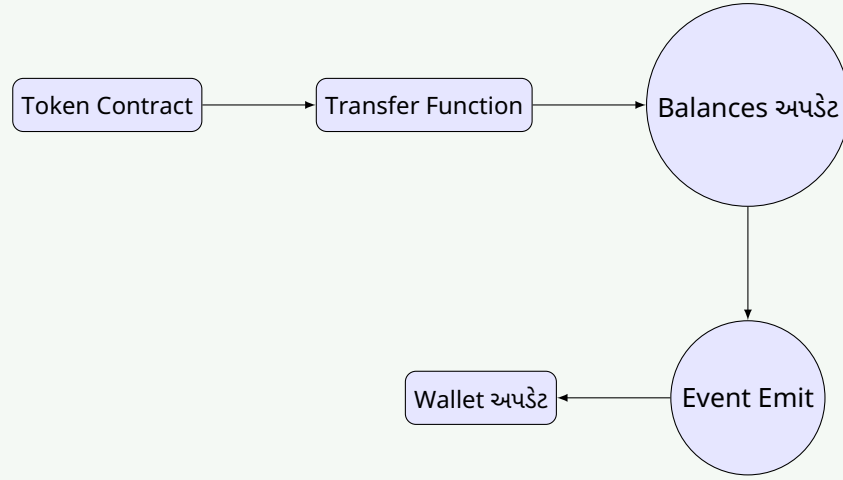 Token Contract
Transfer Function
Balances અપડેટ
Event Emit
Wallet અપડેટ